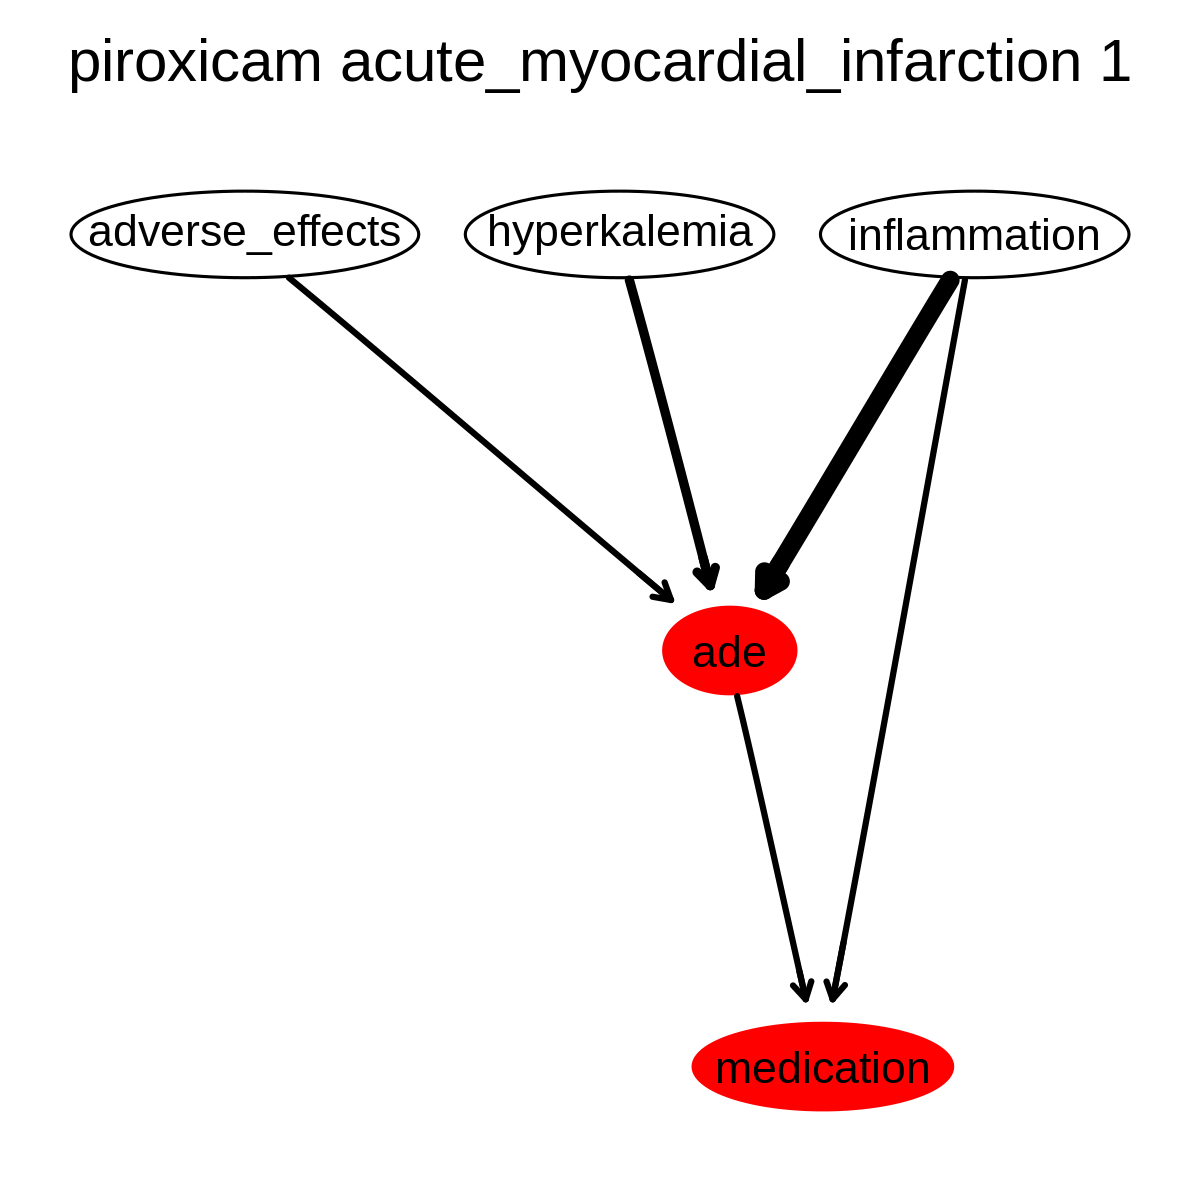 piroxicam acute_myocardial_infarction 1
adverse_effects hyperkalemia inflammation
ade
medication